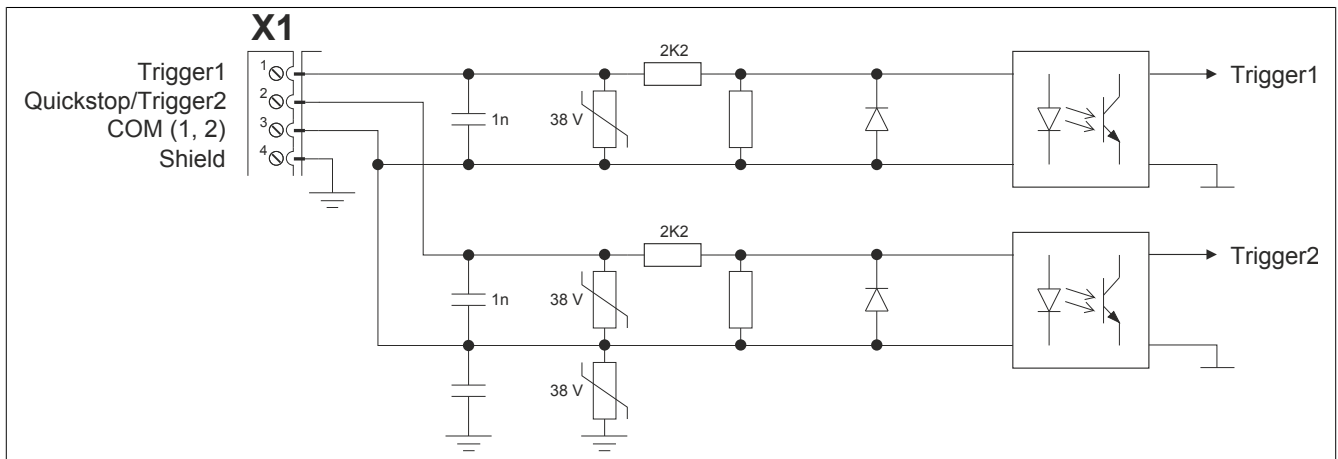 X1
Trigger1
1
Quickstop/Trigger2
2
COM (1, 2)
3
Shield
4
2K2
1n
38 V
Trigger1
2K2
1n
38 V
Trigger2
38 V